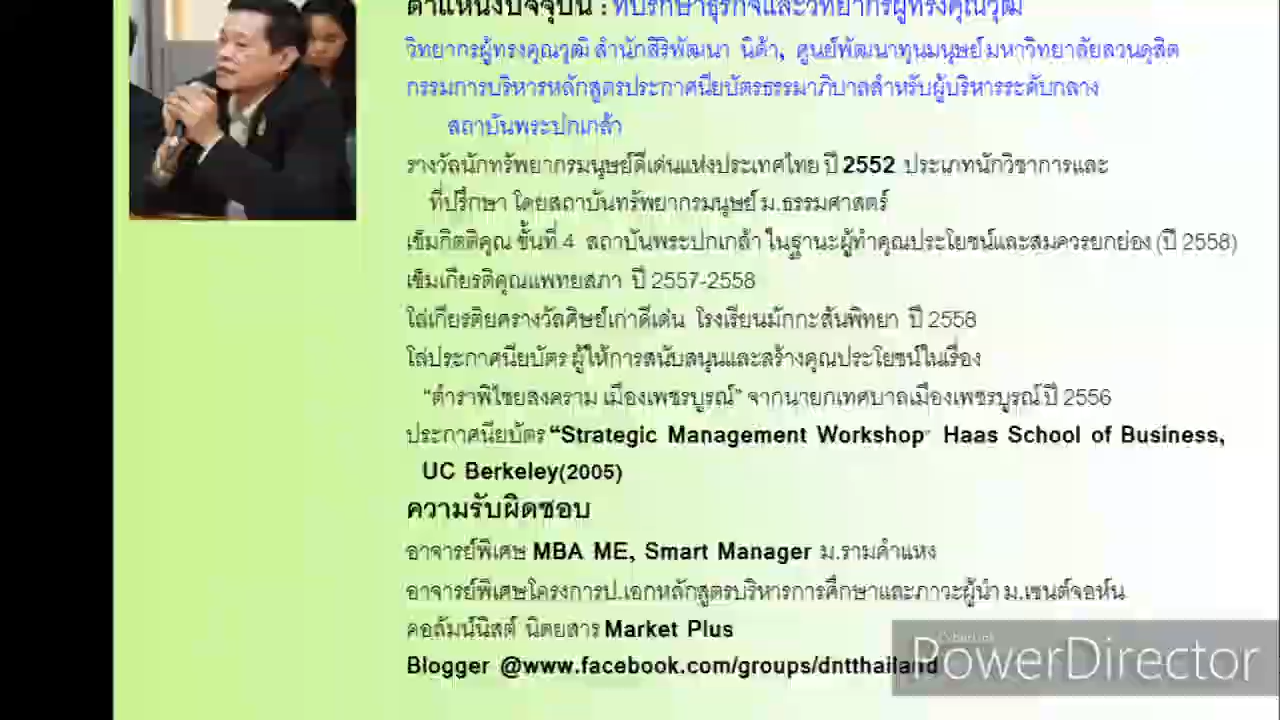 ตำแหน่งปัจจุบัน : ที่ปรึกษาธุรกิจและวิทยากรผู้ทรงคุณวุฒิ
วิทยากรผู้ทรงคุณวุฒิ สำนักสิริพัฒนา นิด้า, ศูนย์พัฒนาทุนมนุษย์ มหาวิทยาลัยสวนดุสิต
กรรมการบริหารหลักสูตรประกาศนียบัตรธรรมาภิบาลสำหรับผู้บริหารระดับกลาง
สถาบันพระปกเกล้า
รางวัลนักทรัพยากรมนุษย์ดีเด่นแห่งประเทศไทย ปี 2552 ประเภทนักวิชาการและ
ที่ปรึกษา โดยสถาบันทรัพยากรมนุษย์ ม.ธรรมศาสตร์
เข็มกิตติคุณ ชั้นที่ 4 สถาบันพระปกเกล้า ในฐานะผู้ทำคุณประโยชน์และสมควรยกย่อง (ปี 2558)
เข็มเกียรติคุณแพทยสภา ปี 2557-2558
โล่เกียรติยศรางวัลศิษย์เก่าดีเด่น โรงเรียนมักกะสันพิทยา ปี 2558
โล่ประกาศนียบัตร ผู้ให้การสนับสนุนและสร้างคุณประโยชน์ในเรื่อง
“ตำราพิไชยสงคราม เมืองเพชรบูรณ์” จากนายกเทศบาลเมืองเพชรบูรณ์ ปี 2556
ประกาศนียบัตร “Strategic Management Workshop” Haas School of Business,
UC Berkeley(2005)
ความรับผิดชอบ
อาจารย์พิเศษ MBA ME, Smart Manager ม.รามคำแหง
อาจารย์พิเศษโครงการป.เอกหลักสูตรบริหารการศึกษาและภาวะผู้นำ ม.เซนต์จอห์น
คอลัมน์นิสต์ นิตยสาร Market Plus
Blogger @www.facebook.com/groups/dntthailand
CyberLink
PowerDirector